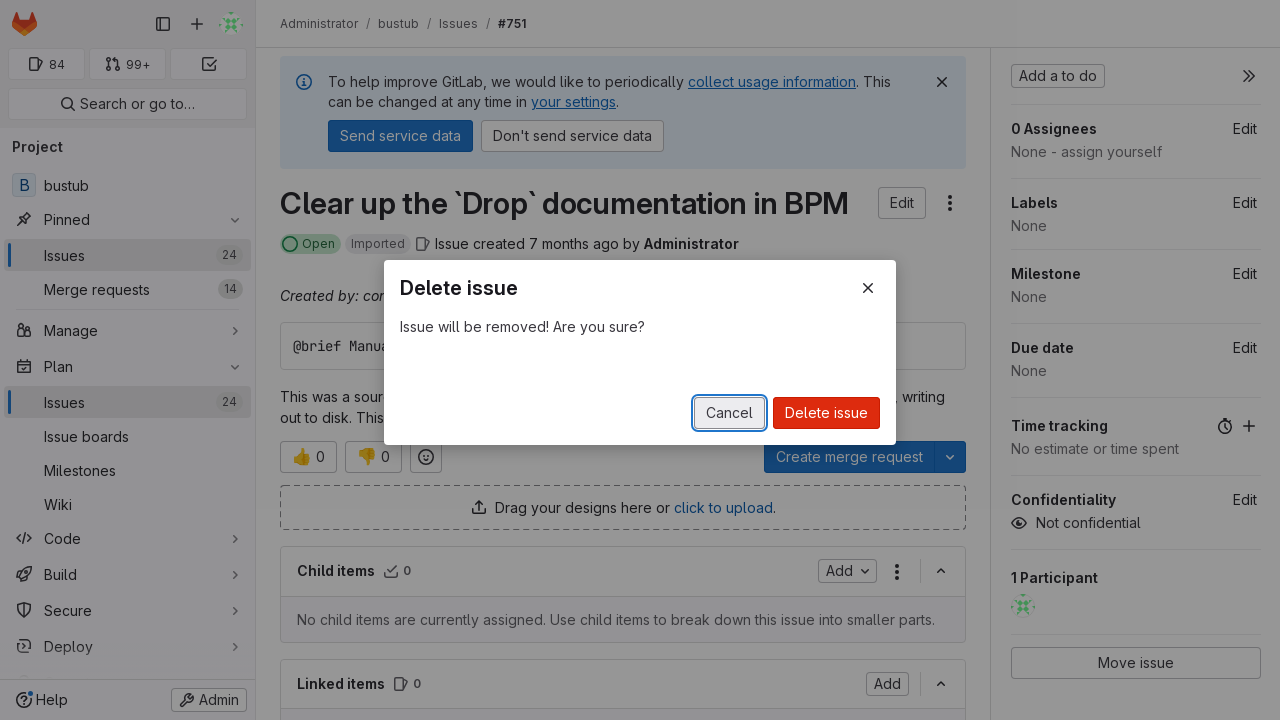 Administrator / bustub / Issues / #751
84
99+
Search or go to…
Project
B bustub
Pinned
Issues 24
Merge requests 14
Manage
Plan
Issues 24
Issue boards
Milestones
Wiki
Code
Build
Secure
Deploy
Help
Admin
To help improve GitLab, we would like to periodically collect usage information. This
can be changed at any time in your settings.
Send service data
Don't send service data
Clear up the `Drop` documentation in BPM
Edit
Open Imported Issue created 7 months ago by Administrator
Created by:
@brief
This was a
writing
out to disk.
Delete issue
Issue will be removed! Are you sure?
Cancel
Delete issue
👍 0
👎 0
Create merge request
Drag your designs here or click to upload.
Child items 0
Add
No child items are currently assigned. Use child items to break down this issue into smaller parts.
Linked items 0
Add
Add a to do
0 Assignees
Edit
None - assign yourself
Labels
Edit
None
Milestone
Edit
None
Due date
Edit
None
Time tracking
No estimate or time spent
Confidentiality
Edit
Not confidential
1 Participant
Move issue